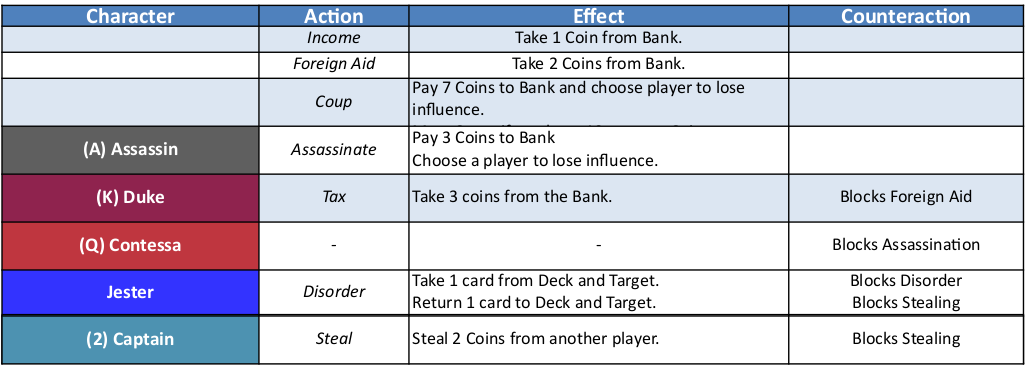 Character Action Effect Counteraction
Income Take 1 Coin from Bank.
Foreign Aid Take 2 Coins from Bank.
Coup Pay 7 Coins to Bank and choose player to lose
influence.
(A) Assassin Assassinate Pay 3 Coins to Bank
Choose a player to lose influence.
(K) Duke Tax Take 3 coins from the Bank. Blocks Foreign Aid
(Q) Contessa - - Blocks Assassination
Jester Disorder Take 1 card from Deck and Target. Blocks Disorder
Return 1 card to Deck and Target. Blocks Stealing
(2) Captain Steal Steal 2 Coins from another player. Blocks Stealing